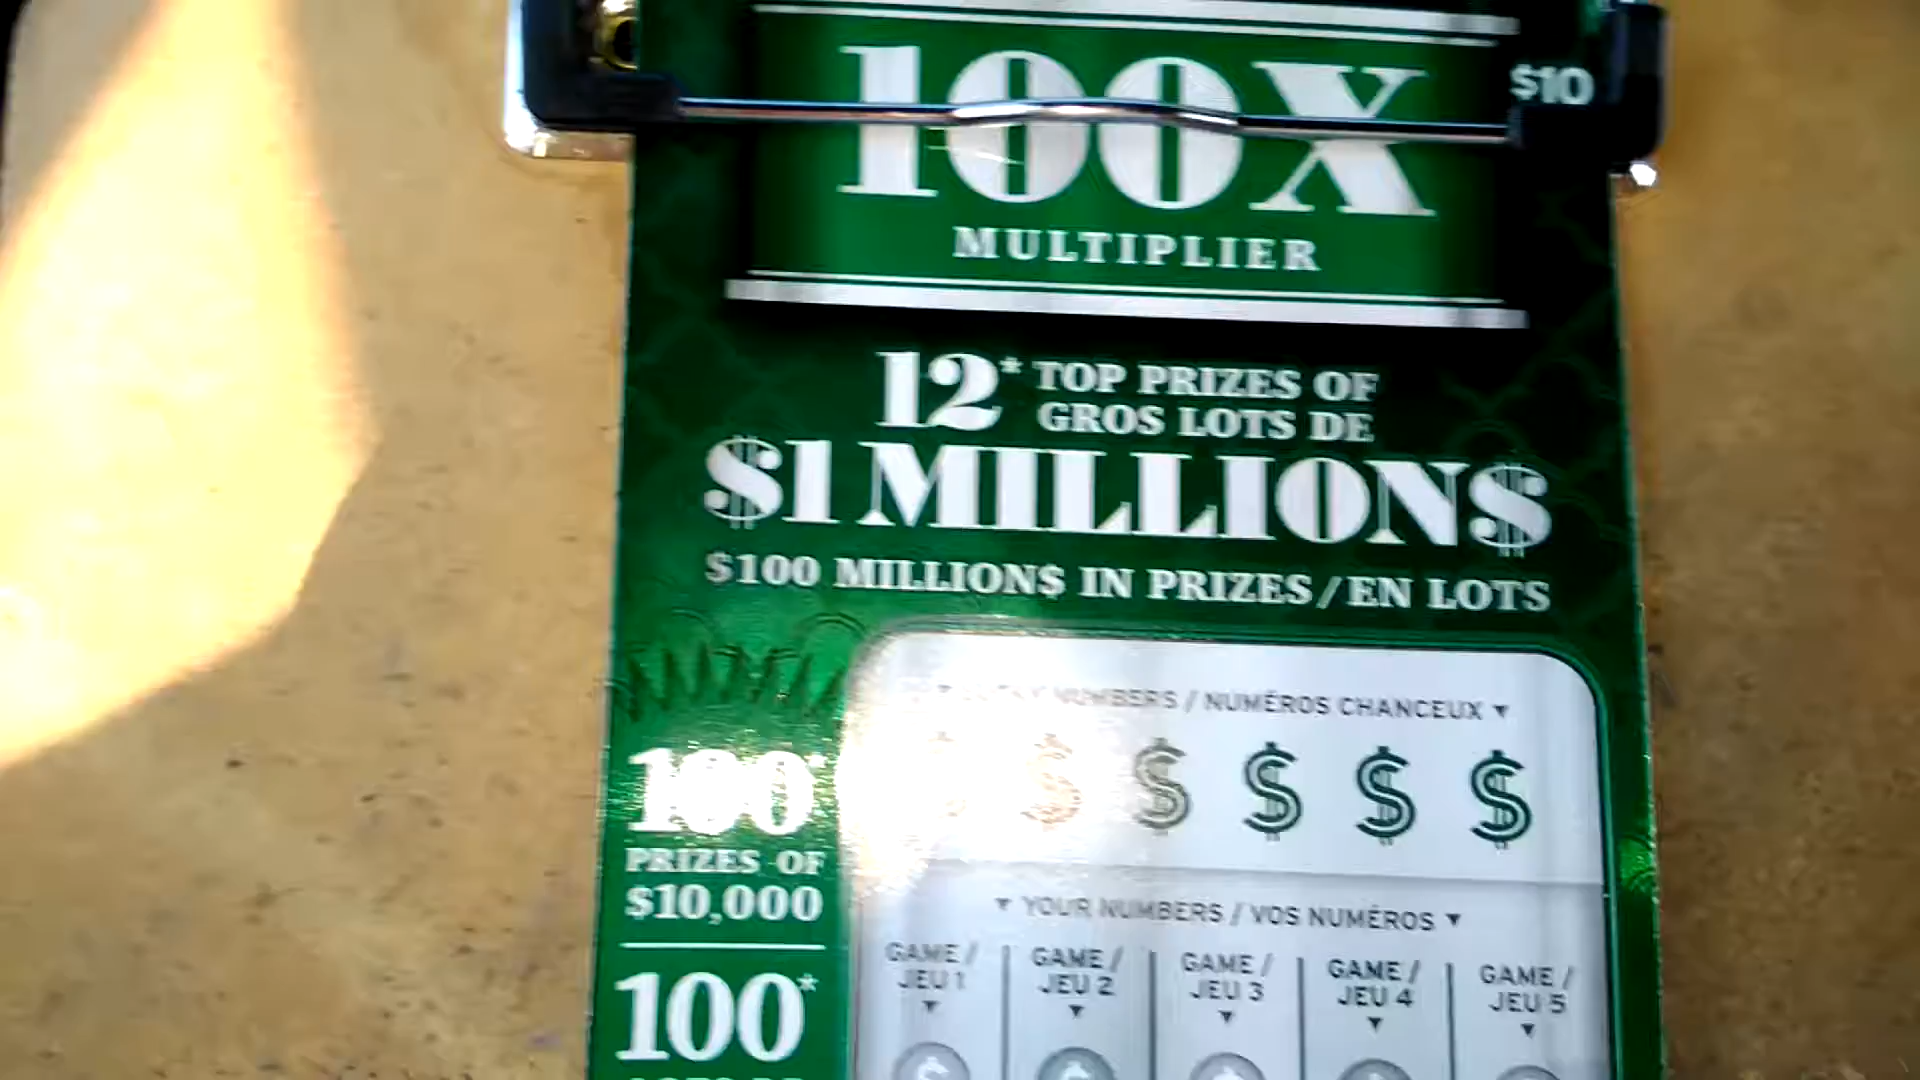 100X
$10
MULTIPLIER
12* TOP PRIZES OF
GROS LOTS DE
$1 MILLION$
$100 MILLION$ IN PRIZES / EN LOTS
NUMBERS / NUMÉROS CHANCEUX
$ $ $ $ $
100*
PRIZES OF
$10,000
YOUR NUMBERS / VOS NUMÉROS
GAME / JEU 1
GAME / JEU 2
GAME / JEU 3
GAME / JEU 4
GAME / JEU 5
100*